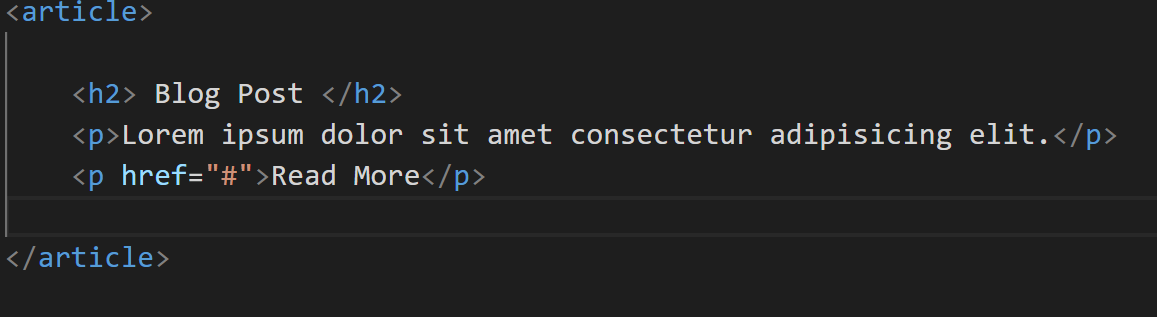 <article>
<h2> Blog Post </h2>
<p>Lorem ipsum dolor sit amet consectetur adipisicing elit.</p>
<p href="#">Read More</p>
</article>